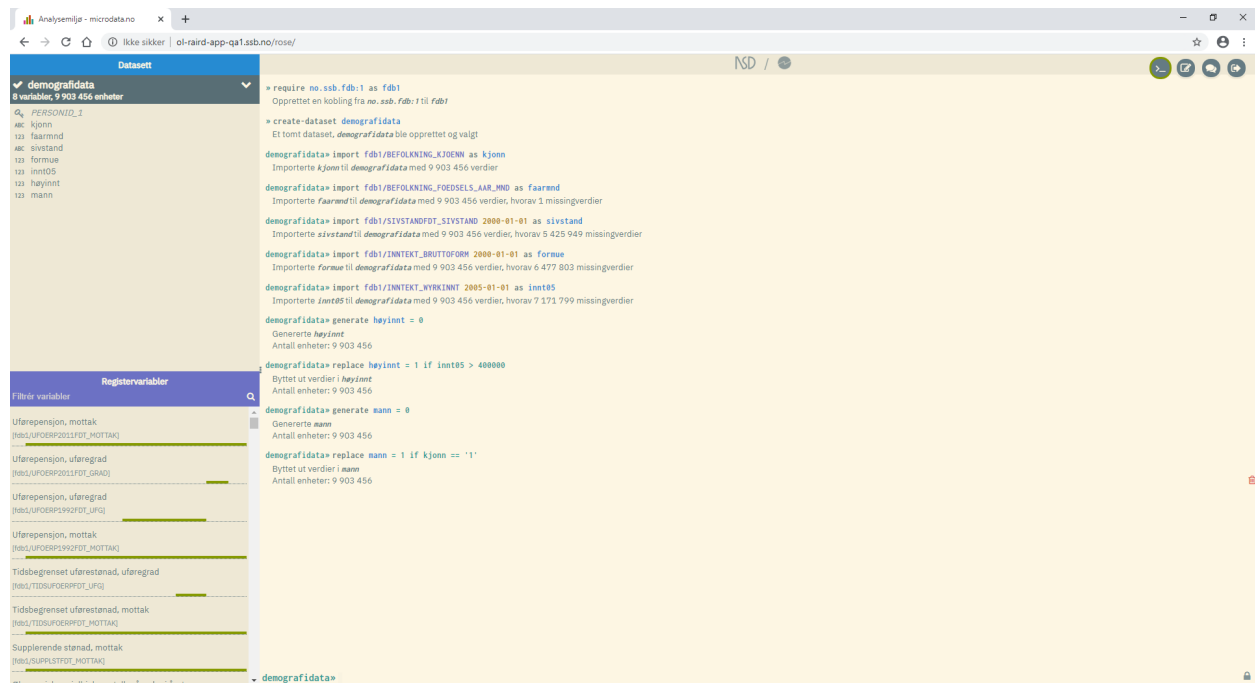 Analysemiljø - microdata.no
Ikke sikker | ol-raird-app-qa1.ssb.no/rose/
Datasett
demografidata
8 variabler, 9 903 456 enheter
PERSONID_1
ABC kjonn
123 faarmnd
ABC sivstand
123 formue
123 innt05
123 høyinnt
123 mann
Registervariabler
Filtrér variabler
Uførepensjon, mottak
[fdb1/UFOERP2011FDT_MOTTAK]
Uførepensjon, uføregrad
[fdb1/UFOERP2011FDT_GRAD]
Uførepensjon, uføregrad
[fdb1/UFOERP1992FDT_UFG]
Uførepensjon, mottak
[fdb1/UFOERP1992FDT_MOTTAK]
Tidsbegrenset uførestønad, uføregrad
[fdb1/TIDSUFOERPFDT_UFG]
Tidsbegrenset uførestønad, mottak
[fdb1/TIDSUFOERPFDT_MOTTAK]
Supplerende stønad, mottak
[fdb1/SUPPLSTFDT_MOTTAK]
NSD /
» require no.ssb.fdb:1 as fdb1
Opprettet en kobling fra no.ssb.fdb:1 til fdb1
» create-dataset demografidata
Et tomt dataset, demografidata ble opprettet og valgt
demografidata» import fdb1/BEFOLKNING_KJOENN as kjonn
Importerte kjonn til demografidata med 9 903 456 verdier
demografidata» import fdb1/BEFOLKNING_FOEDSELS_AAR_MND as faarmnd
Importerte faarmnd til demografidata med 9 903 456 verdier, hvorav 1 missingverdier
demografidata» import fdb1/SIVSTANDFDT_SIVSTAND 2000-01-01 as sivstand
Importerte sivstand til demografidata med 9 903 456 verdier, hvorav 5 425 949 missingverdier
demografidata» import fdb1/INNTEKT_BRUTTOFORM 2000-01-01 as formue
Importerte formue til demografidata med 9 903 456 verdier, hvorav 6 477 803 missingverdier
demografidata» import fdb1/INNTEKT_WYRKINNT 2005-01-01 as innt05
Importerte innt05 til demografidata med 9 903 456 verdier, hvorav 7 171 799 missingverdier
demografidata» generate høyinnt = 0
Genererte høyinnt
Antall enheter: 9 903 456
demografidata» replace høyinnt = 1 if innt05 > 400000
Byttet ut verdier i høyinnt
Antall enheter: 9 903 456
demografidata» generate mann = 0
Genererte mann
Antall enheter: 9 903 456
demografidata» replace mann = 1 if kjonn == '1'
Byttet ut verdier i mann
Antall enheter: 9 903 456
demografidata»